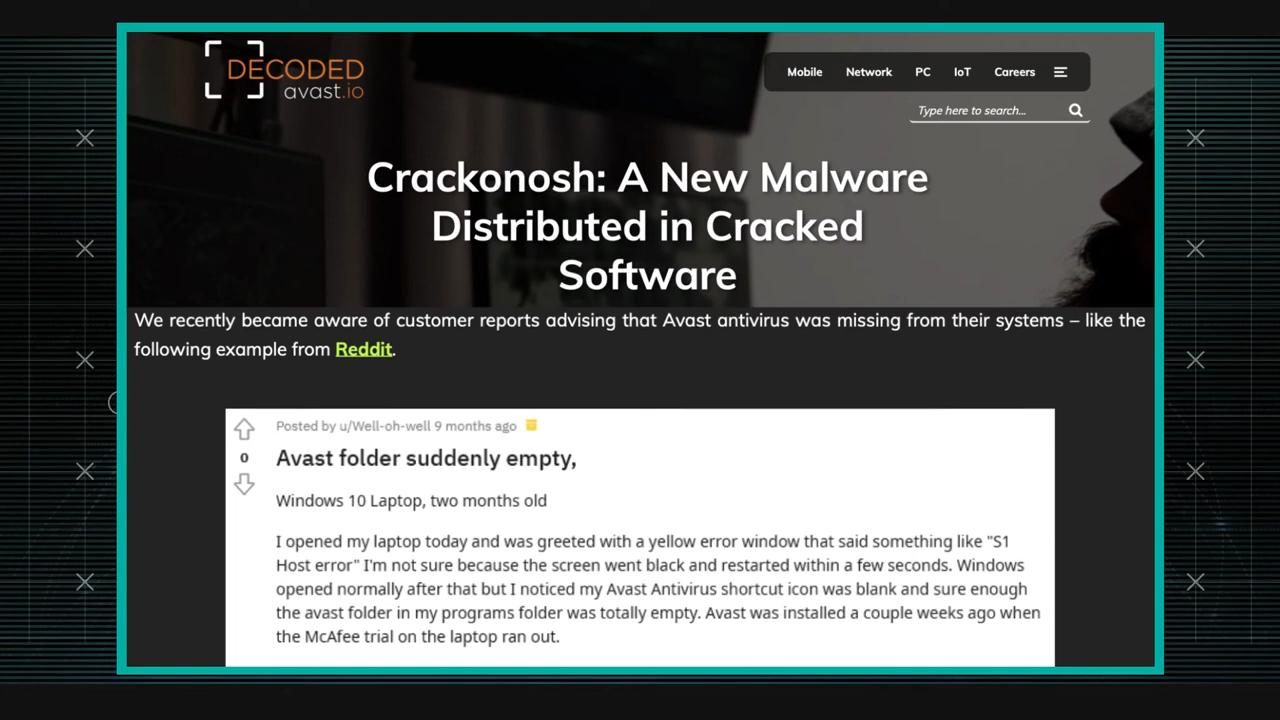 DECODED
avast.io
Mobile Network PC IoT Careers
Type here to search...
Crackonosh: A New Malware
Distributed in Cracked
Software
We recently became aware of customer reports advising that Avast antivirus was missing from their systems – like the
following example from Reddit.
Posted by u/Well-oh-well 9 months ago
0
Avast folder suddenly empty,
Windows 10 Laptop, two months old
I opened my laptop today and was greeted with a yellow error window that said something like "S1
Host error" I'm not sure because the screen went black and restarted within a few seconds. Windows
opened normally after that but I noticed my Avast Antivirus shortcut icon was blank and sure enough
the avast folder in my programs folder was totally empty. Avast was installed a couple weeks ago when
the McAfee trial on the laptop ran out.